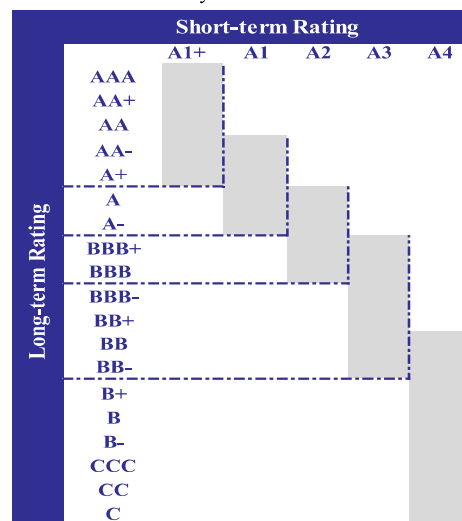 Short-term Rating
A1+ A1 A2 A3 A4
Long-term Rating
AAA
AA+
AA
AA-
A+
A
A-
BBB+
BBB
BBB-
BB+
BB
BB-
B+
B
B-
CCC
CC
C